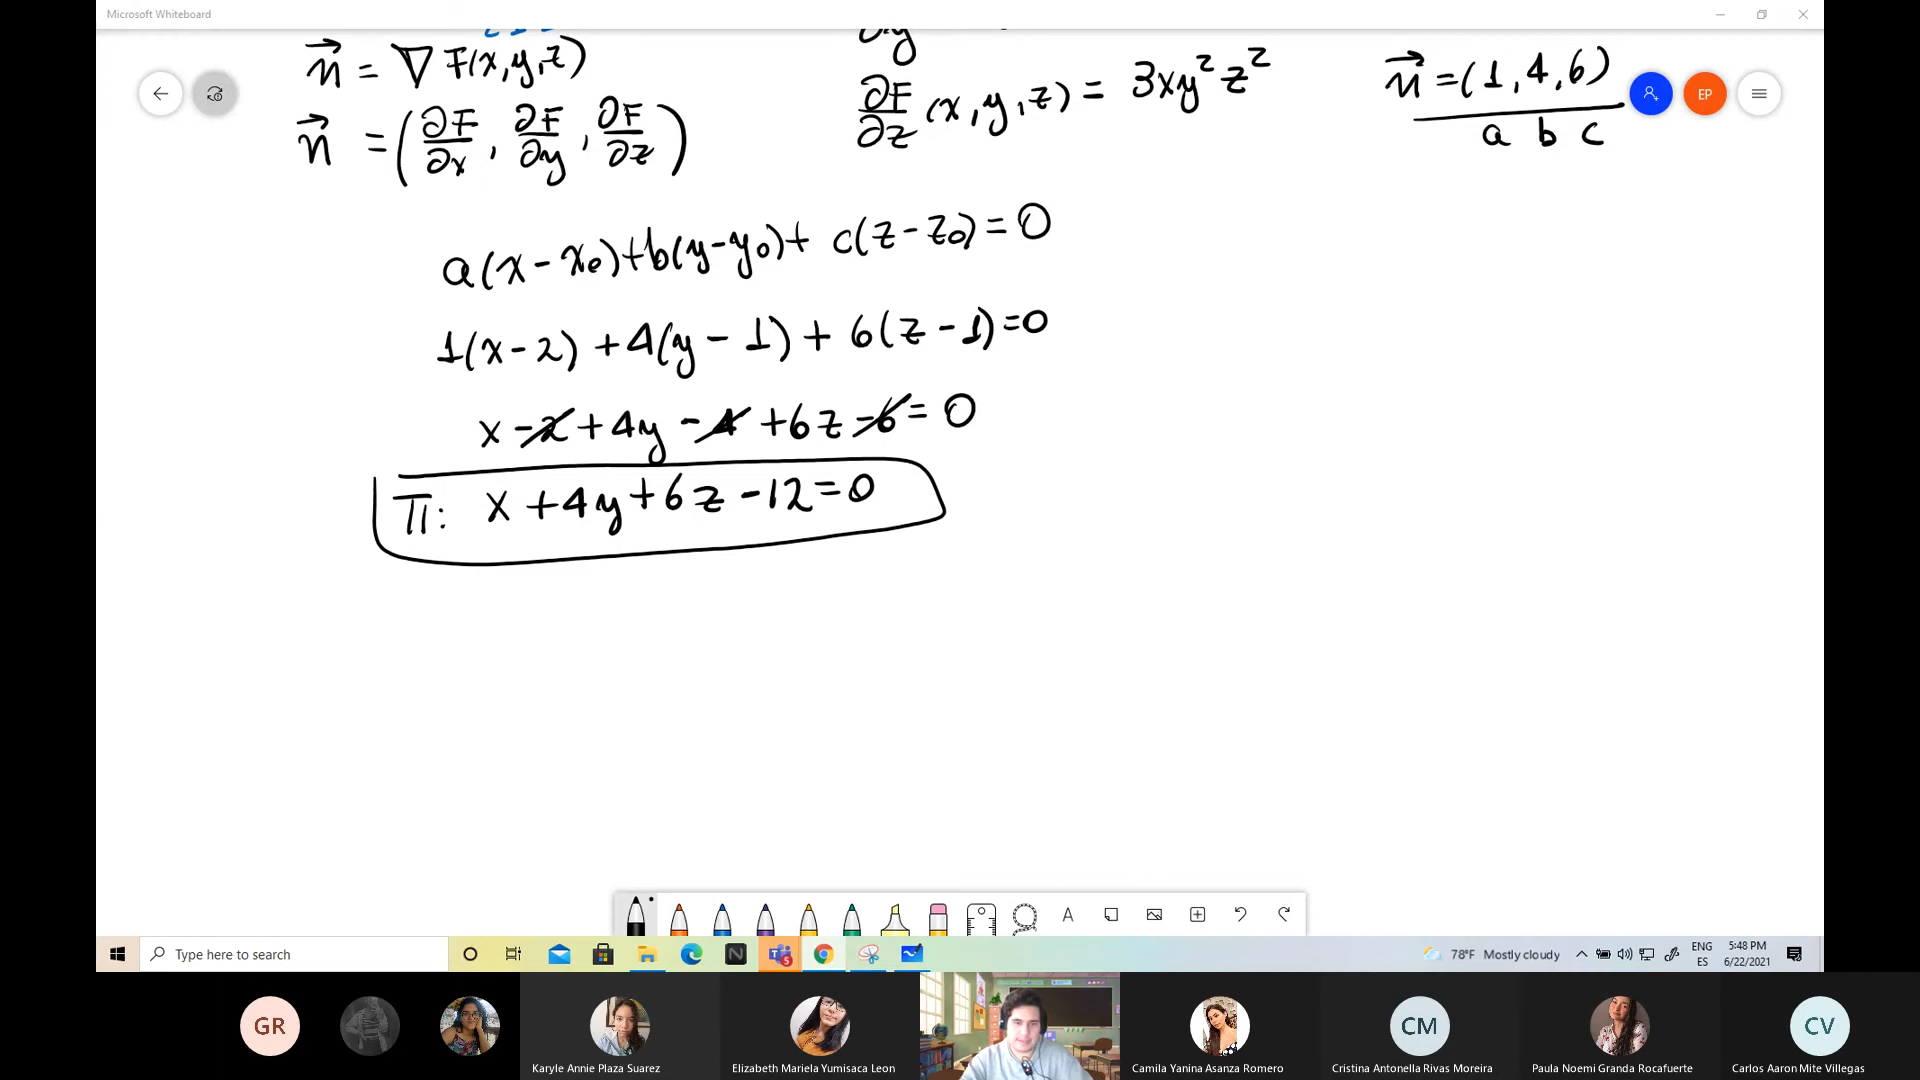 Microsoft Whiteboard
n⃗ = ∇ F(x,y,z)
n⃗ = (∂F/∂x, ∂F/∂y, ∂F/∂z)
∂F/∂z (x,y,z) = 3xy²z²
n⃗ = (1,4,6)
a b c
EP
a(x-x₀)+b(y-y₀)+ c(z-z₀)=0
1(x-2) +4(y-1) + 6(z-1)=0
x-2+4y-4+6z-6=0
π: x+4y+6z-12=0
A
Type here to search
78°F Mostly cloudy
ENG
ES
5:48 PM
6/22/2021
GR
Karyle Annie Plaza Suarez
Elizabeth Mariela Yumisaca Leon
Camila Yanina Asanza Romero
CM
Cristina Antonella Rivas Moreira
Paula Noemi Granda Rocafuerte
CV
Carlos Aaron Mite Villegas